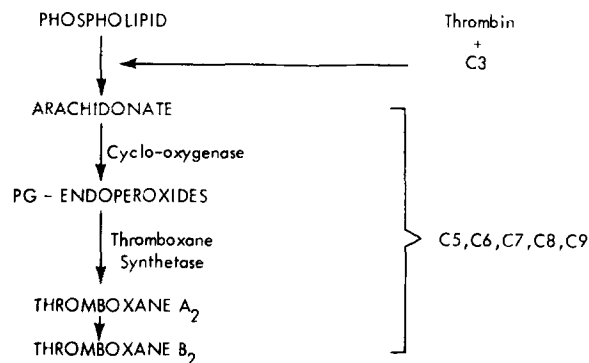 PHOSPHOLIPID
Thrombin
+
C3
ARACHIDONATE
Cyclo-oxygenase
PG - ENDOPEROXIDES
Thromboxane
Synthetase
C5,C6,C7,C8,C9
THROMBOXANE A2
THROMBOXANE B2